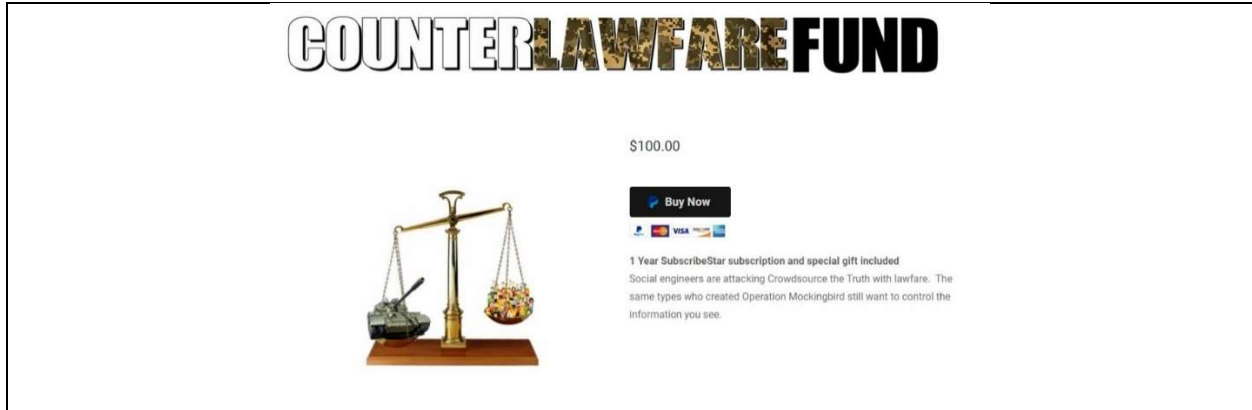 COUNTERLAWFAREFUND
$100.00
Buy Now
VISA
1 Year SubscribeStar subscription and special gift included
Social engineers are attacking Crowdsource the Truth with lawfare. The
same types who created Operation Mockingbird still want to control the
information you see.